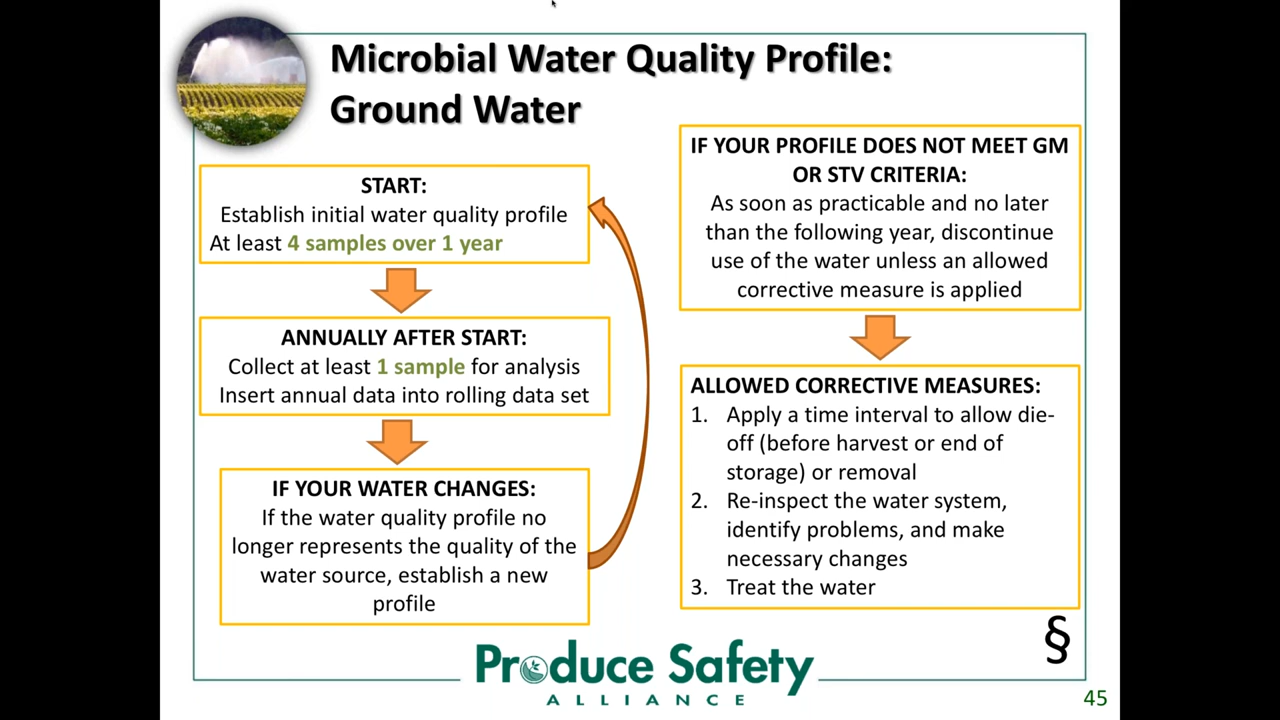 Microbial Water Quality Profile:
Ground Water
START:
Establish initial water quality profile
At least 4 samples over 1 year
ANNUALLY AFTER START:
Collect at least 1 sample for analysis
Insert annual data into rolling data set
IF YOUR WATER CHANGES:
If the water quality profile no
longer represents the quality of the
water source, establish a new
profile
IF YOUR PROFILE DOES NOT MEET GM
OR STV CRITERIA:
As soon as practicable and no later
than the following year, discontinue
use of the water unless an allowed
corrective measure is applied
ALLOWED CORRECTIVE MEASURES:
1. Apply a time interval to allow die-
off (before harvest or end of
storage) or removal
2. Re-inspect the water system,
identify problems, and make
necessary changes
3. Treat the water
§
Produce Safety
ALLIANCE
45